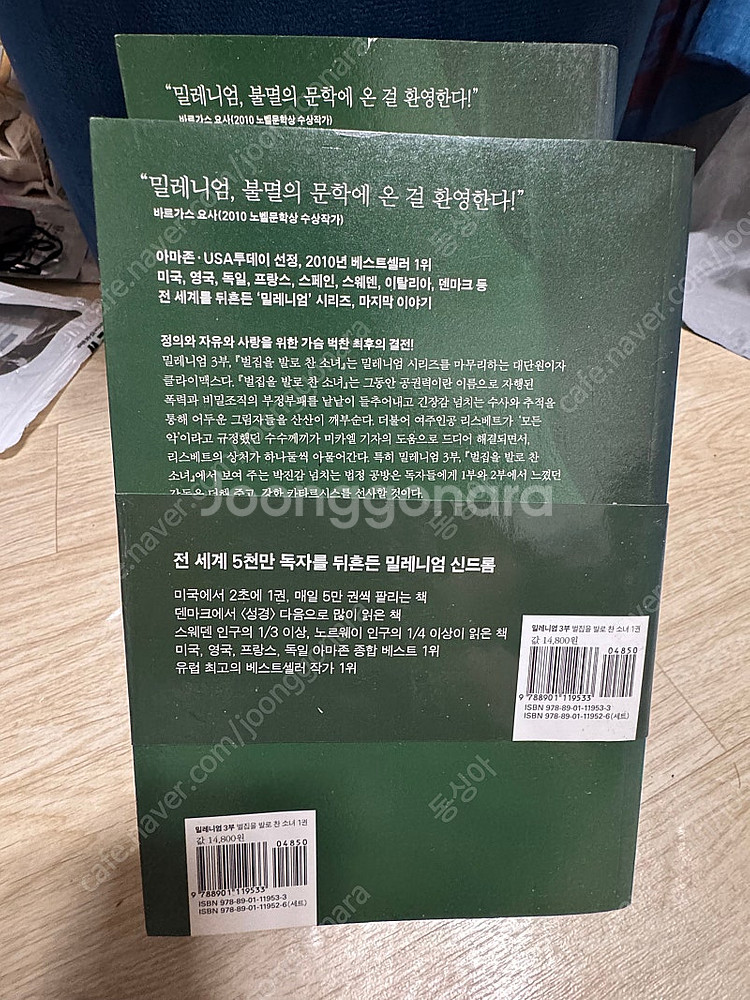 “밀레니엄, 불멸의 문학에 온 걸 환영한다!”
바르가스 요사(2010 노벨문학상 수상작가)
“밀레니엄, 불멸의 문학에 온 걸 환영한다!”
바르가스 요사(2010 노벨문학상 수상작가)
아마존·USA투데이 선정, 2010년 베스트셀러 1위
미국, 영국, 독일, 프랑스, 스페인, 스웨덴, 이탈리아, 덴마크 등
전 세계를 뒤흔든 ‘밀레니엄’ 시리즈, 마지막 이야기
정의와 자유와 사랑을 위한 가슴 벅찬 최후의 결전!
밀레니엄 3부, 『벌집을 발로 찬 소녀』는 밀레니엄 시리즈를 마무리하는 대단원이자
클라이맥스다. 『벌집을 발로 찬 소녀』는 그동안 공권력이란 이름으로 자행된
폭력과 비밀조직의 부정부패를 낱낱이 들추어내고 긴장감 넘치는 수사와 추적을
통해 어두운 그림자들을 산산이 깨부순다. 더불어 여주인공 리스베트가 ‘모든
악’이라고 규정했던 수수께끼가 미카엘 기자의 도움으로 드디어 해결되면서,
리스베트의 상처가 하나둘씩 아물어간다. 특히 밀레니엄 3부, 『벌집을 발로 찬
소녀』에서 보여 주는 박진감 넘치는 법정 공방은 독자들에게 1부와 2부에서 느꼈던
감동을 더해 주고, 강한 카타르시스를 선사할 것이다.
Joonggonara
전 세계 5천만 독자를 뒤흔든 밀레니엄 신드롬
미국에서 2초에 1권, 매일 5만 권씩 팔리는 책
덴마크에서 〈성경〉 다음으로 많이 읽은 책
스웨덴 인구의 1/3 이상, 노르웨이 인구의 1/4 이상이 읽은 책
미국, 영국, 프랑스, 독일 아마존 종합 베스트 1위
유럽 최고의 베스트셀러 작가 1위
밀레니엄 3부 벌집을 발로 찬 소녀 1권
값 14,800원
04850
9 788901 119533
ISBN 978-89-01-11953-3
ISBN 978-89-01-11952-6(세트)
밀레니엄 3부 벌집을 발로 찬 소녀 1권
값 14,800원
04850
9 788901 119533
ISBN 978-89-01-11953-3
ISBN 978-89-01-11952-6(세트)
cafe.naver.com/joonggonara
동싱아